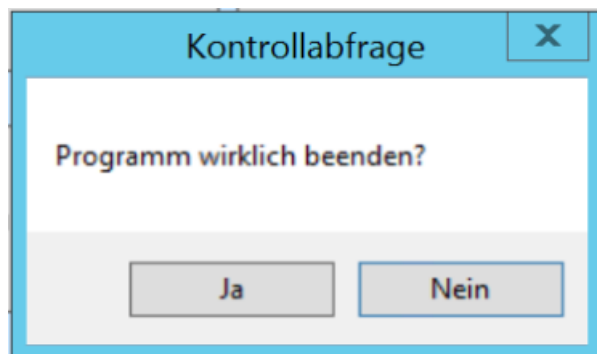 Kontrollabfrage
X
Programm wirklich beenden?
Ja
Nein